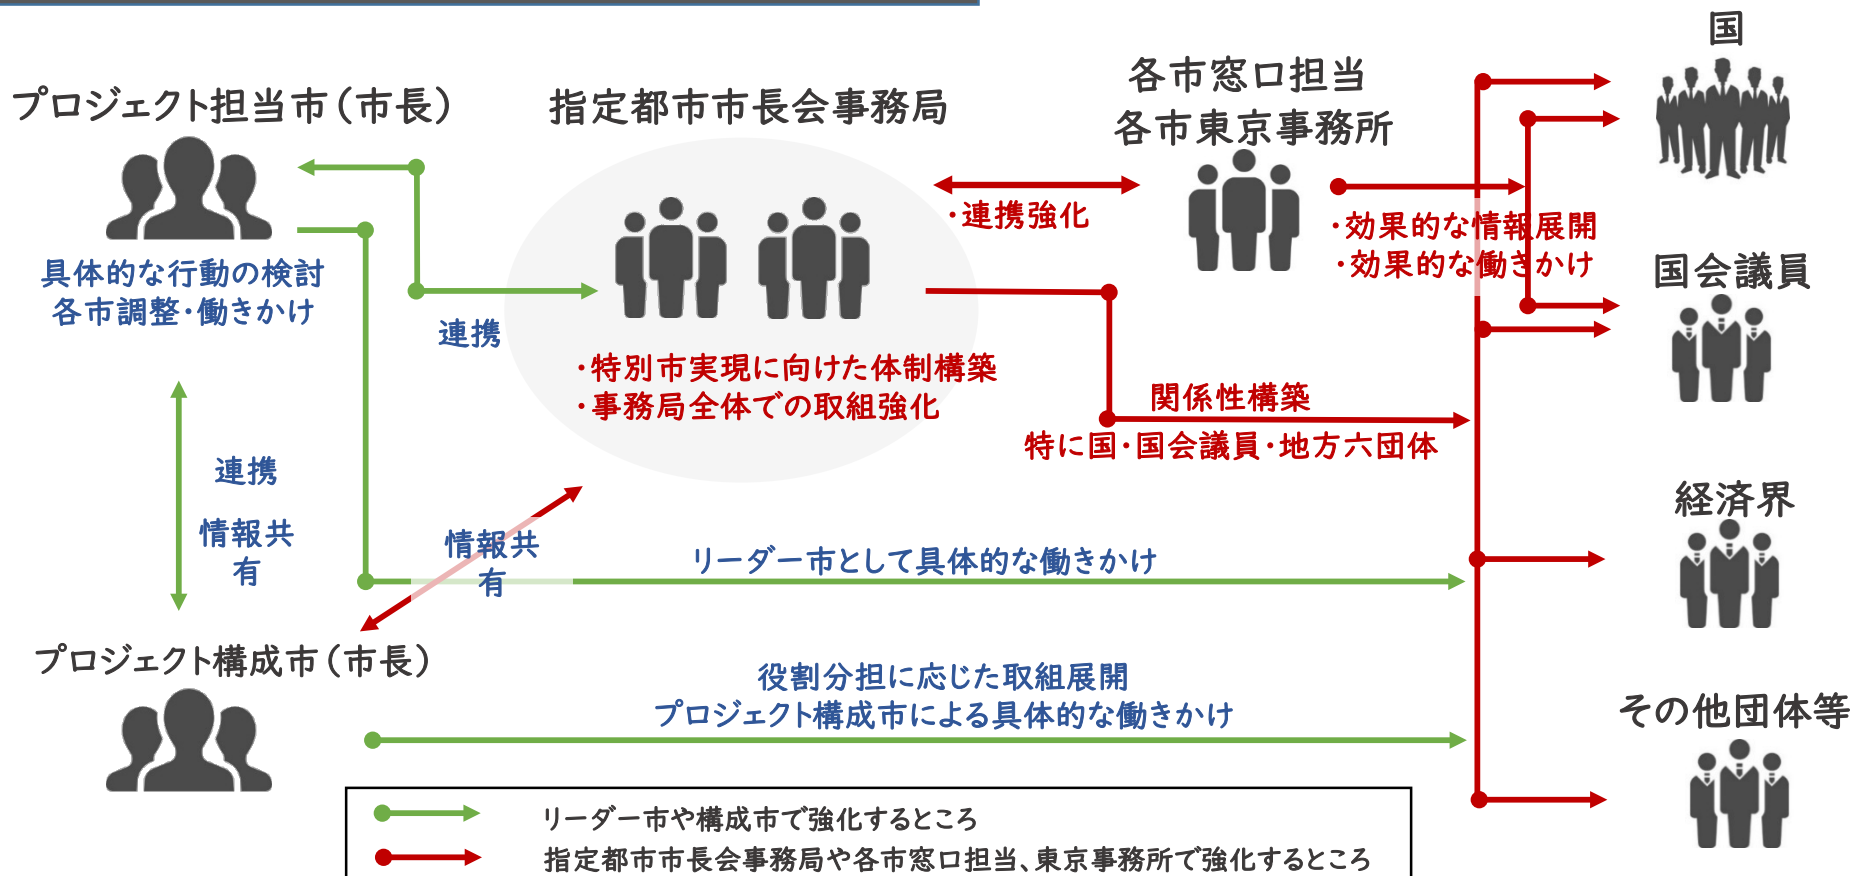 国
各市窓口担当
各市東京事務所
プロジェクト担当市（市長）
指定都市市長会事務局
・連携強化
・効果的な情報展開
・効果的な働きかけ
国会議員
具体的な行動の検討
各市調整・働きかけ
連携
・特別市実現に向けた体制構築
・事務局全体での取組強化
関係性構築
特に国・国会議員・地方六団体
連携
情報共
有
情報共
有
経済界
リーダー市として具体的な働きかけ
プロジェクト構成市（市長）
役割分担に応じた取組展開
プロジェクト構成市による具体的な働きかけ
その他団体等
リーダー市や構成市で強化するところ
指定都市市長会事務局や各市窓口担当、東京事務所で強化するところ